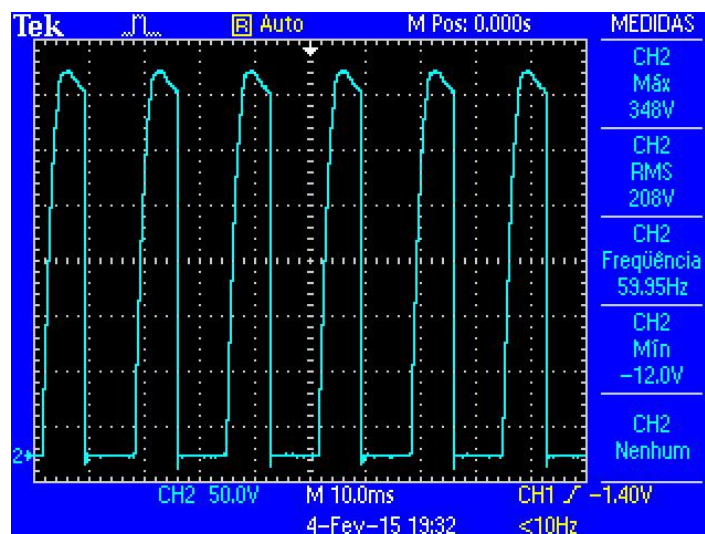 Tek R Auto M Pos: 0.000s MEDIDAS
CH2
Máx
348V
CH2
RMS
208V
CH2
Freqüência
59.95Hz
CH2
Mín
-12.0V
CH2
Nenhum
2
CH2 50.0V M 10.0ms CH1 -1.40V
4-Fev-15 19:32 <10Hz